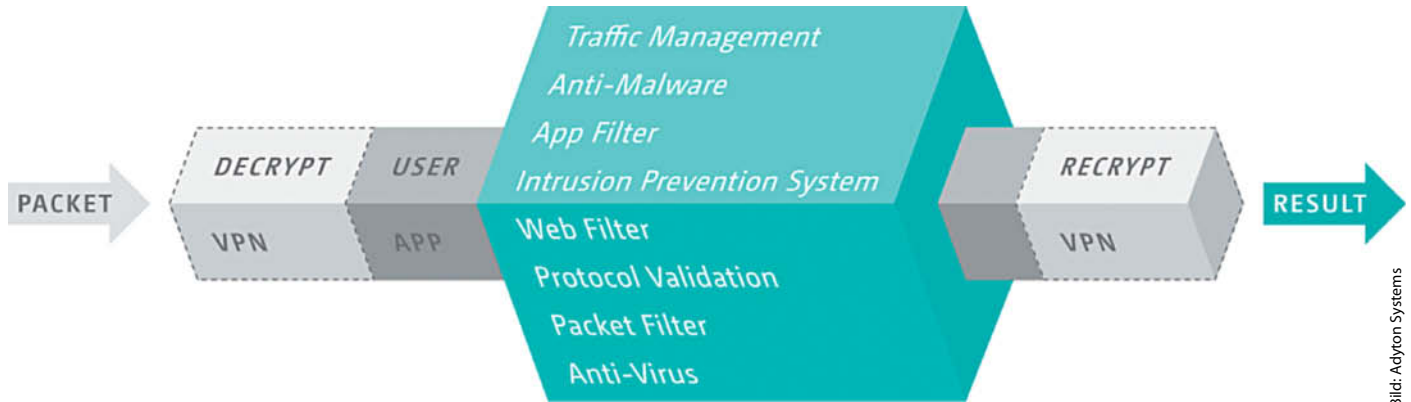 PACKET
DECRYPT
VPN
USER
APP
Traffic Management
Anti-Malware
App Filter
Intrusion Prevention System
Web Filter
Protocol Validation
Packet Filter
Anti-Virus
RECRYPT
VPN
RESULT
Bild: Adyton Systems